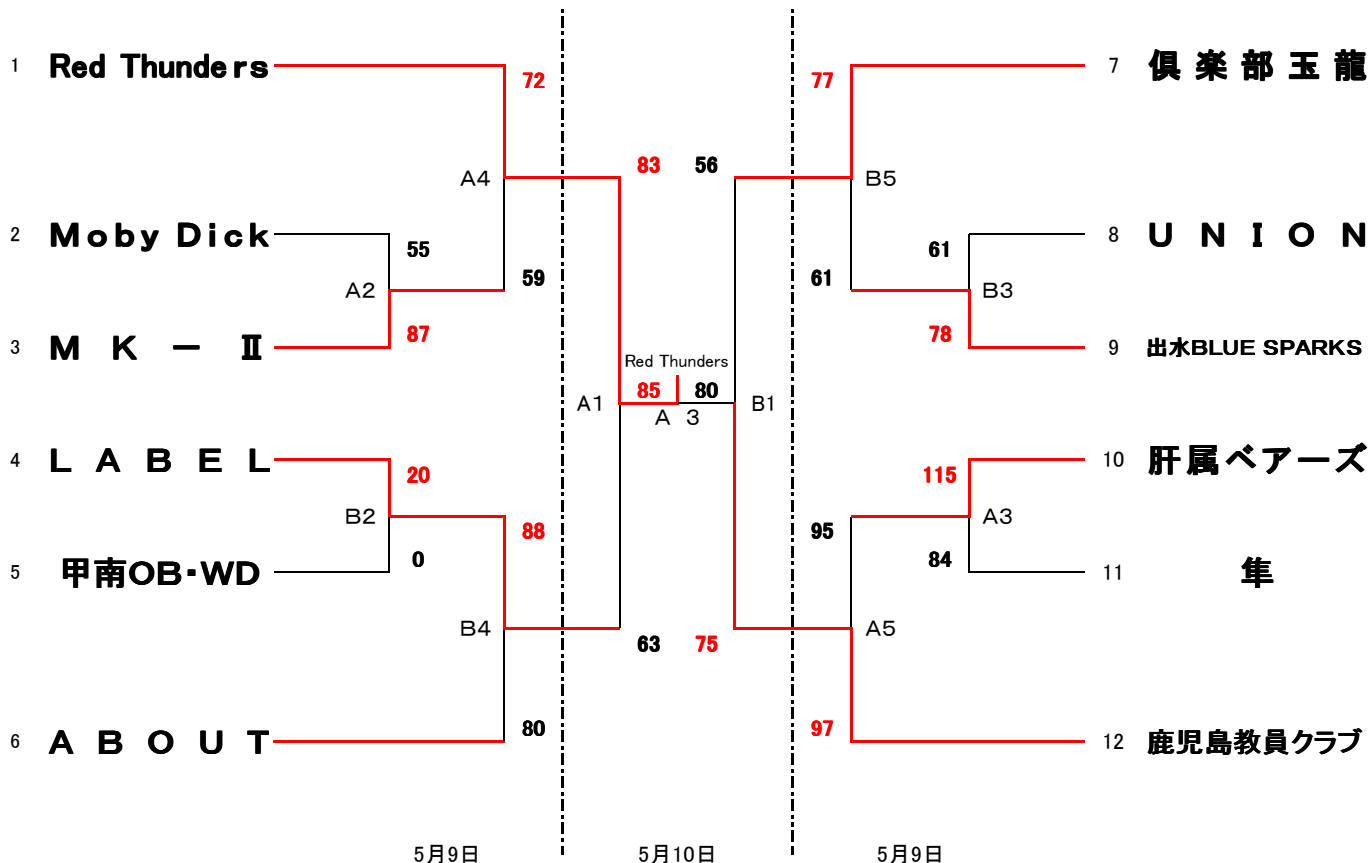 1 Red Thunders 72 77 7 倶楽部玉龍
83 56
A4 B5
2 Moby Dick 55 61 8 UNION
59 61
A2 B3
3 MK－Ⅱ 87 78 9 出水BLUE SPARKS
Red Thunders
85 80
A1 A 3 B1
4 LABEL 20 115 10 肝属ベアーズ
B2 88 95 A3
5 甲南OB・WD 0 84 11 隼
B4 A5
63 75
80 97
6 ABOUT 12 鹿児島教員クラブ
5月9日 5月10日 5月9日